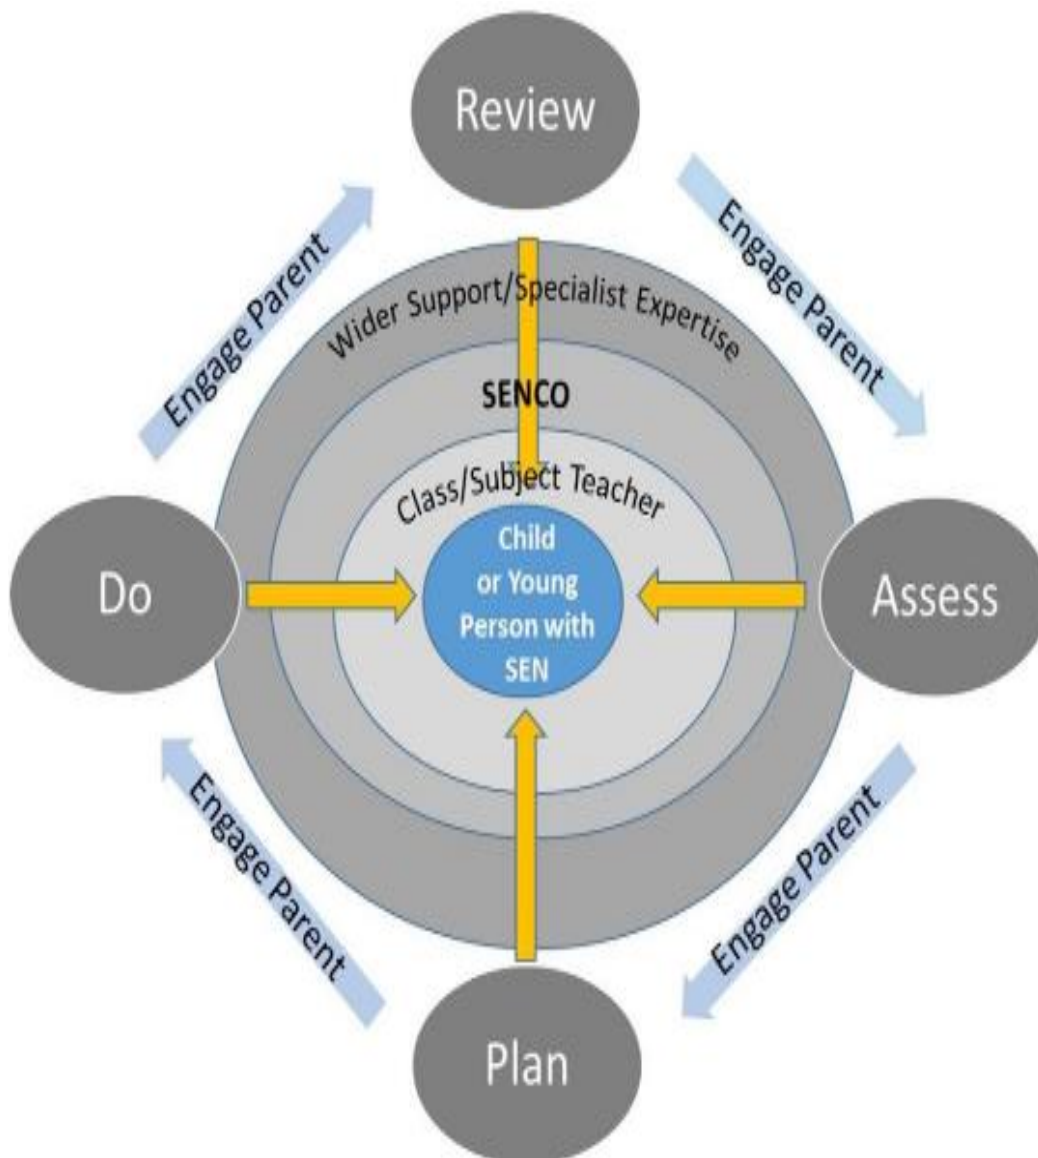 Review
Engage Parent
Engage Parent
Wider Support/Specialist Expertise
SENCO
Class/Subject Teacher
Child
or Young
Person with
SEN
Do
Assess
Engage Parent
Engage Parent
Plan